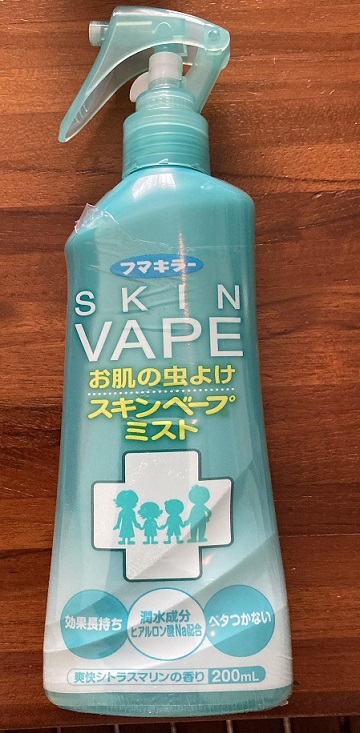 フマキラー
SKIN
VAPE
お肌の虫よけ
スキンベープ
ミスト
効果長持ち
潤水成分
ヒアルロン酸Na配合
ベタつかない
爽快シトラスマリンの香り 200mL